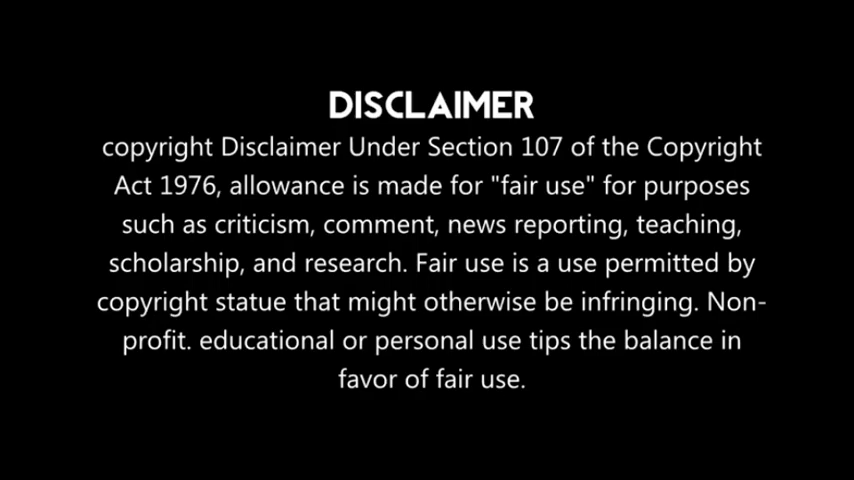 DISCLAIMER
copyright Disclaimer Under Section 107 of the Copyright
Act 1976, allowance is made for "fair use" for purposes
such as criticism, comment, news reporting, teaching,
scholarship, and research. Fair use is a use permitted by
copyright statue that might otherwise be infringing. Non-
profit. educational or personal use tips the balance in
favor of fair use.